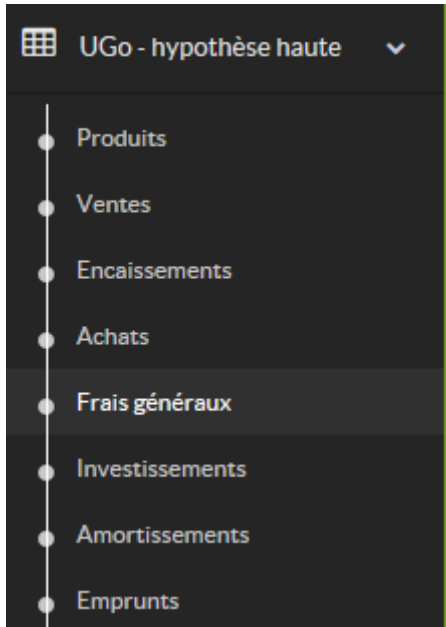 UGo - hypothèse haute
Produits
Ventes
Encaissements
Achats
Frais généraux
Investissements
Amortissements
Emprunts